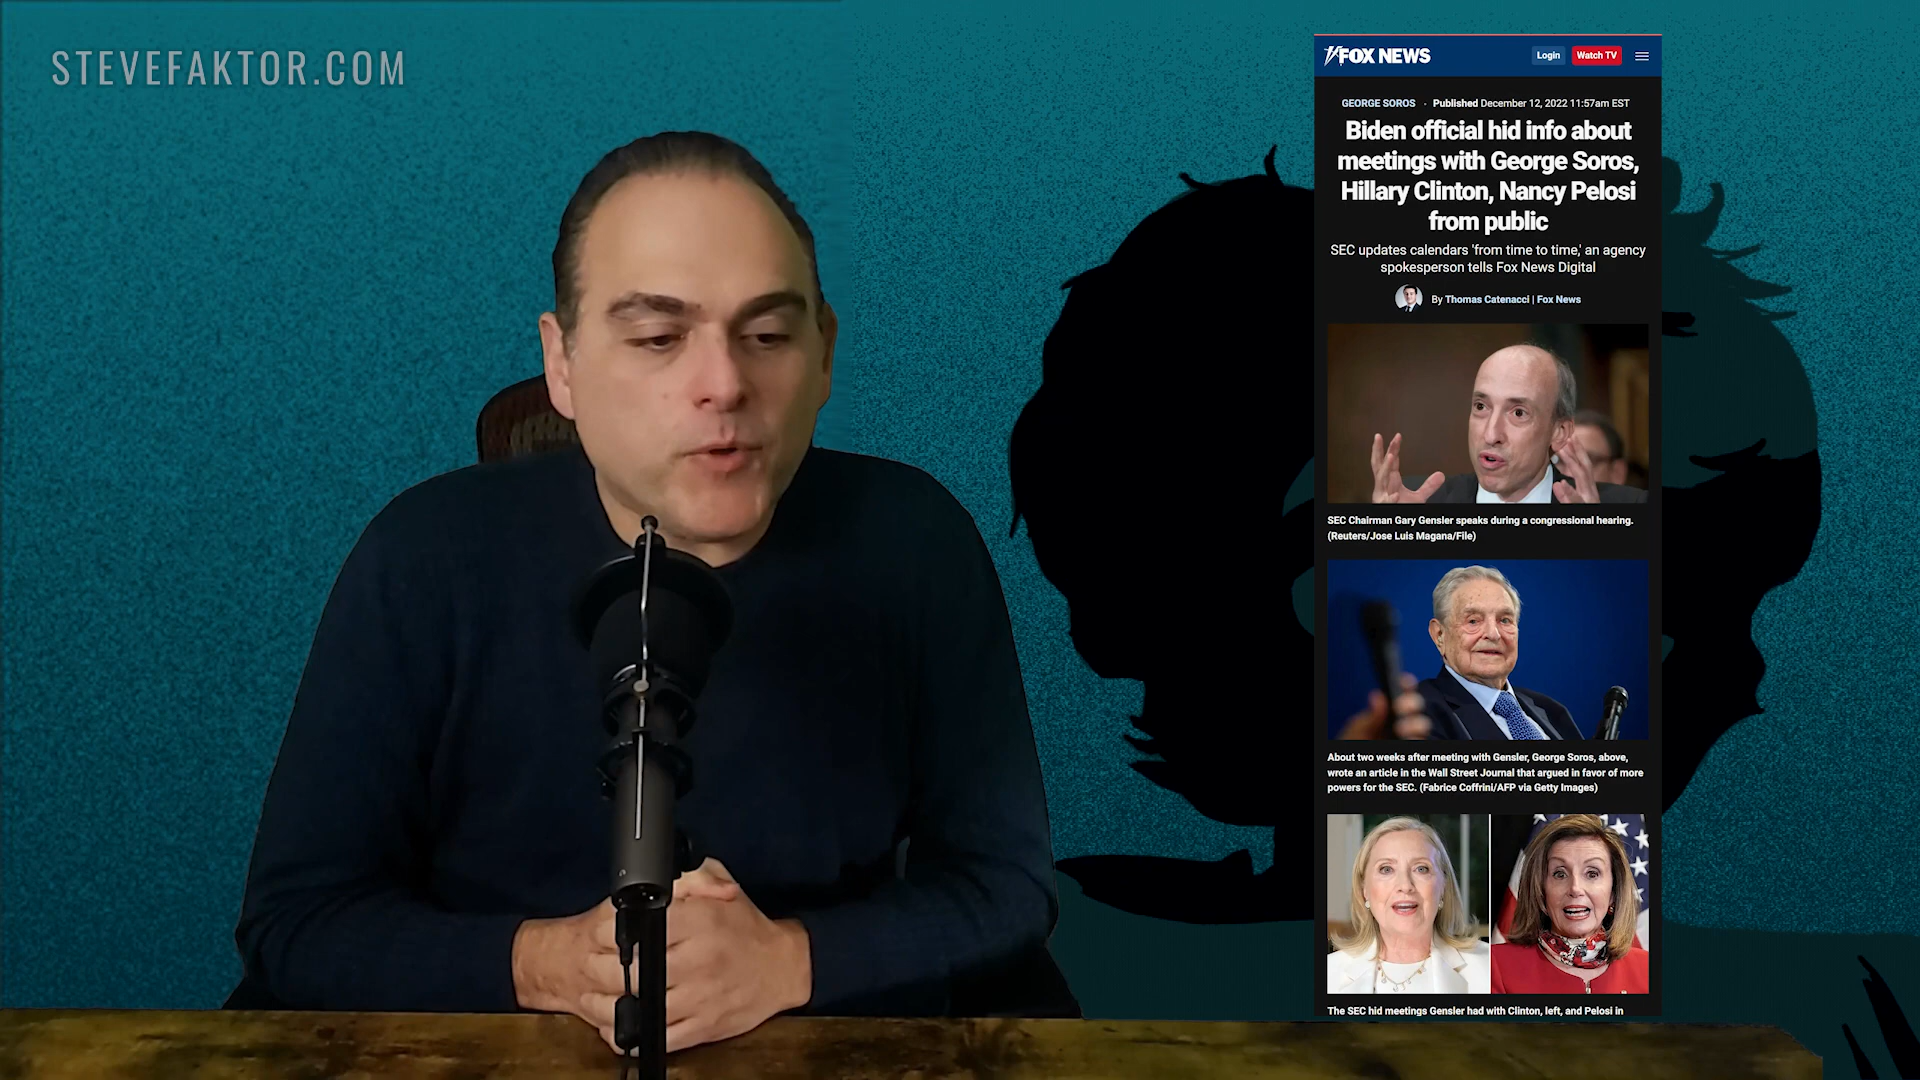 STEVEFAKTOR.COM
FOX NEWS
Login
Watch TV
GEORGE SOROS · Published December 12, 2022 11:57am EST
Biden official hid info about
meetings with George Soros,
Hillary Clinton, Nancy Pelosi
from public
SEC updates calendars 'from time to time,' an agency
spokesperson tells Fox News Digital
By Thomas Catenacci | Fox News
SEC Chairman Gary Gensler speaks during a congressional hearing.
(Reuters/Jose Luis Magana/File)
About two weeks after meeting with Gensler, George Soros, above,
wrote an article in the Wall Street Journal that argued in favor of more
powers for the SEC. (Fabrice Coffrini/AFP via Getty Images)
The SEC hid meetings Gensler had with Clinton, left, and Pelosi in